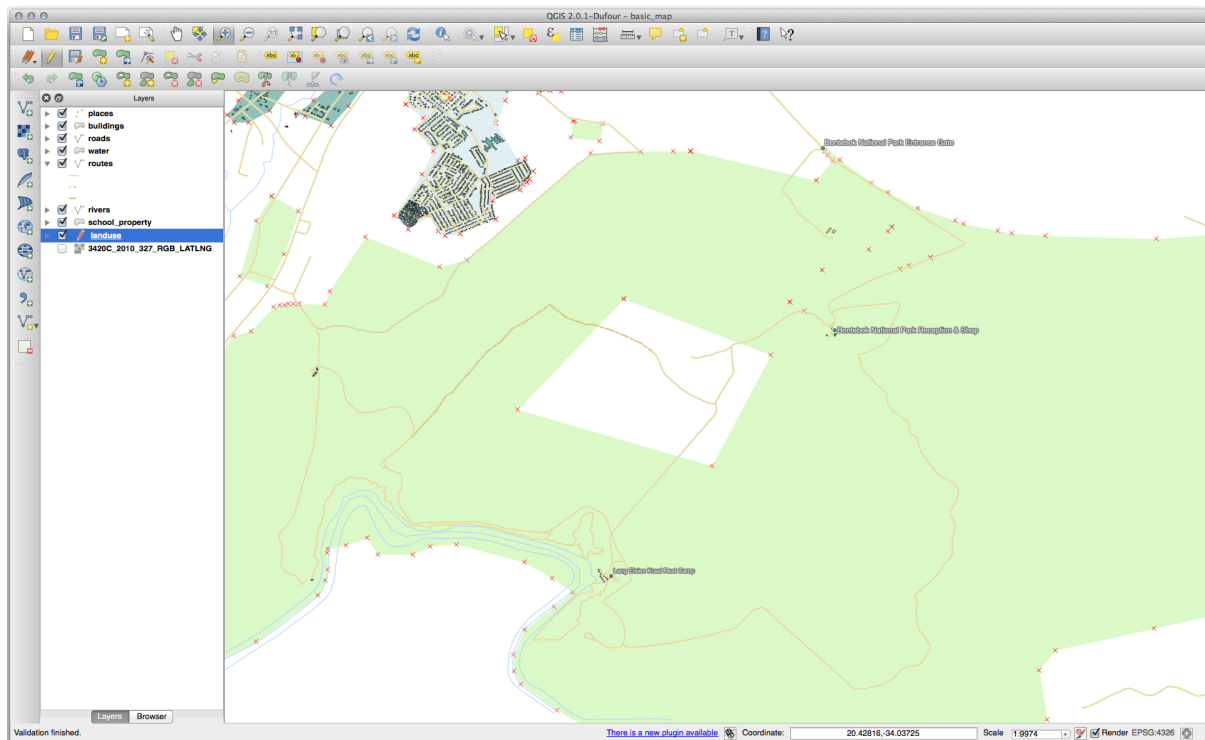 QGIS 2.0.1-Dufour - basic_map
Layers
places
buildings
roads
water
routes
rivers
school_property
landuse
3420C_2010_327_RGB_LATLNG
Bontebok National Park Entrance Gate
Bontebok National Park Reception & Shop
Lang Elsies Kraal Rest Camp
Layers Browser
Validation finished. There is a new plugin available Coordinate: 20.42816,-34.03725 Scale 1:9974 Render EPSG:4326